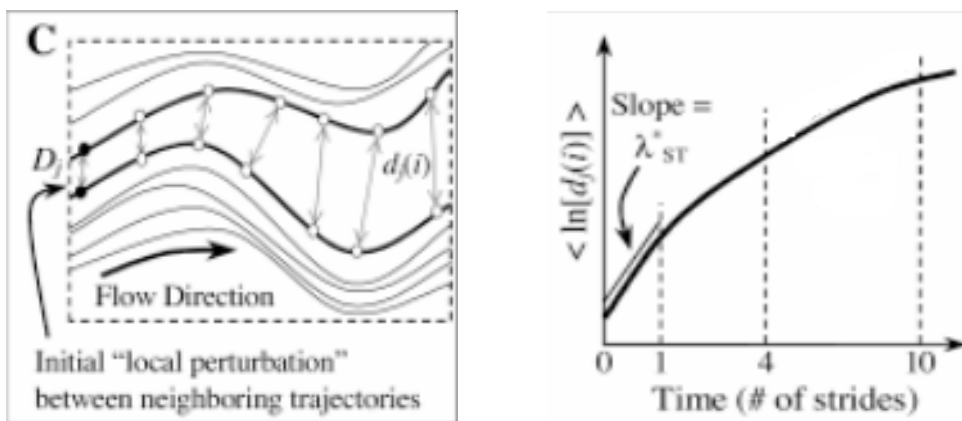 C
D_j
d_j(i)
Flow Direction
Initial “local perturbation”
between neighboring trajectories
< ln[d_j(i)] >
Slope =
λ*_ST
0 1 4 10
Time (# of strides)